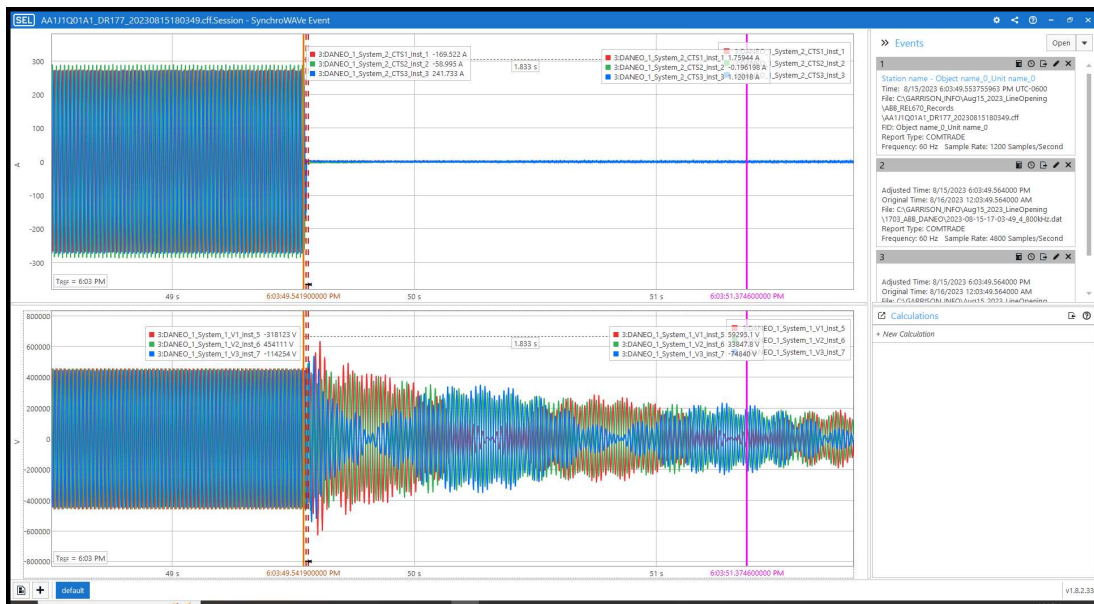 SEL AA1J1Q01A1_DR177_20230815180349.cff.Session - SynchroWAVe Event
300
200
100
0
-100
-200
-300
A
3:DANEO_1_System_2_CTS1_Inst_1 -169.522 A
3:DANEO_1_System_2_CTS2_Inst_2 -58.995 A
3:DANEO_1_System_2_CTS3_Inst_3 241.733 A
1.833 s
3:DANEO_1_System_2_CTS1_Inst_1 1.75944 A
3:DANEO_1_System_2_CTS2_Inst_2 -0.196198 A
3:DANEO_1_System_2_CTS3_Inst_3 1.12018 A
TREF = 6:03 PM
49 s
6:03:49.541900000 PM
50 s
51 s
6:03:51.374600000 PM
800000
600000
400000
200000
0
-200000
-400000
-600000
-800000
V
3:DANEO_1_System_1_V1_Inst_5 -318123 V
3:DANEO_1_System_1_V2_Inst_6 454111 V
3:DANEO_1_System_1_V3_Inst_7 -114254 V
1.833 s
3:DANEO_1_System_1_V1_Inst_5 59295.1 V
3:DANEO_1_System_1_V2_Inst_6 33847.8 V
3:DANEO_1_System_1_V3_Inst_7 -74840 V
TREF = 6:03 PM
49 s
6:03:49.541900000 PM
50 s
51 s
6:03:51.374600000 PM
default
Events
Open
1
Station name - Object name_0_Unit name_0
Time: 8/15/2023 6:03:49.553755963 PM UTC-0600
File: C:\GARRISON_INFO\Aug15_2023_LineOpening
\ABB_REL670_Records
\AA1J1Q01A1_DR177_20230815180349.cff
FID: Object name_0_Unit name_0
Report Type: COMTRADE
Frequency: 60 Hz Sample Rate: 1200 Samples/Second
2
Adjusted Time: 8/15/2023 6:03:49.564000 PM
Original Time: 8/16/2023 12:03:49.564000 AM
File: C:\GARRISON_INFO\Aug15_2023_LineOpening
\1703_ABB_DANEO\2023-08-15-17-03-49_4_800kHz.dat
Report Type: COMTRADE
Frequency: 60 Hz Sample Rate: 4800 Samples/Second
3
Adjusted Time: 8/15/2023 6:03:49.564000 PM
Original Time: 8/16/2023 12:03:49.564000 AM
File: C:\GARRISON_INFO\Aug15_2023_LineOpening
Calculations
+ New Calculation
v1.8.2.33